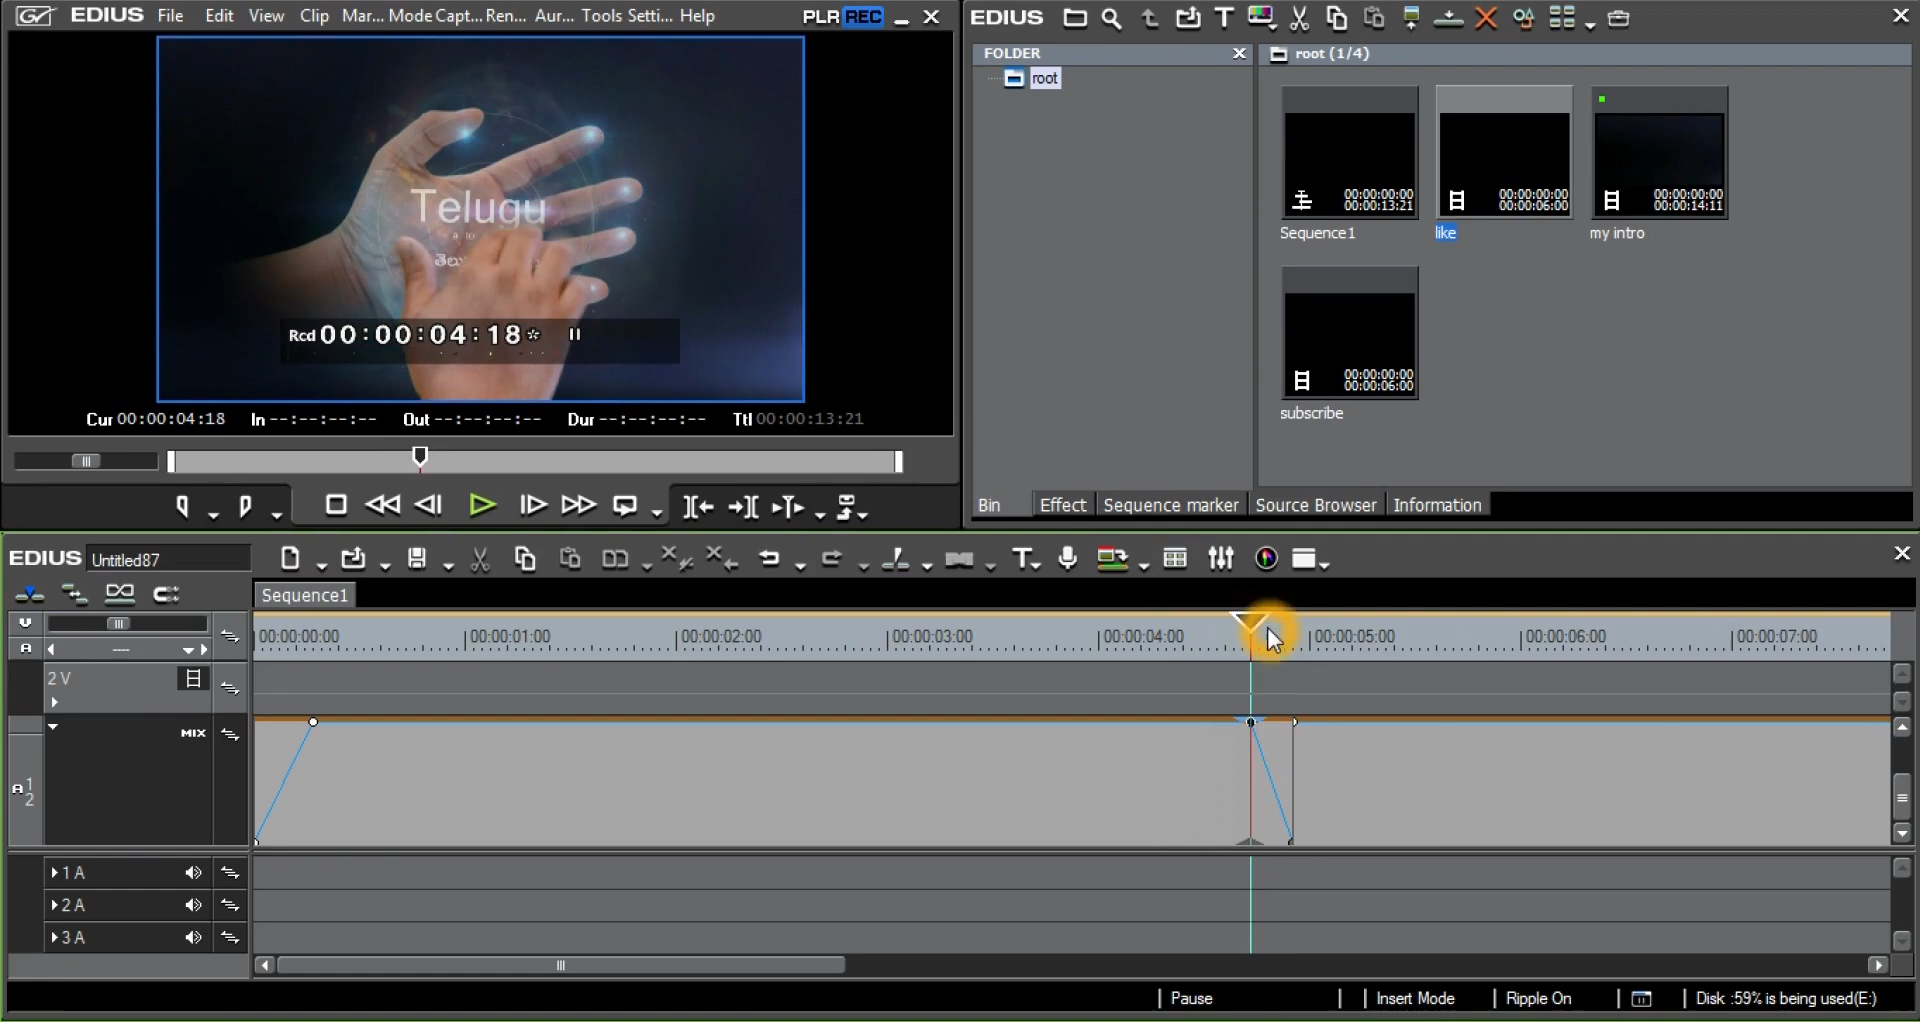 EDIUS File Edit View Clip Mar... Mode Capt... Ren... Aur... Tools Setti... Help PLR REC
Telugu
Rcd 00:00:04:18
Cur 00:00:04:18 In --:--:--:-- Out --:--:--:-- Dur --:--:--:-- Ttl 00:00:13:21
EDIUS
FOLDER
root
root (1/4)
00:00:00:00
00:00:13:21
Sequence1
00:00:00:00
00:00:06:00
like
00:00:00:00
00:00:14:11
my intro
00:00:00:00
00:00:06:00
subscribe
Bin Effect Sequence marker Source Browser Information
EDIUS Untitled87
Sequence1
00:00:00:00 00:00:01:00 00:00:02:00 00:00:03:00 00:00:04:00 00:00:05:00 00:00:06:00 00:00:07:00
A
2 V
MIX
A 1
2
1 A
2 A
3 A
Pause Insert Mode Ripple On Disk :59% is being used(E:)